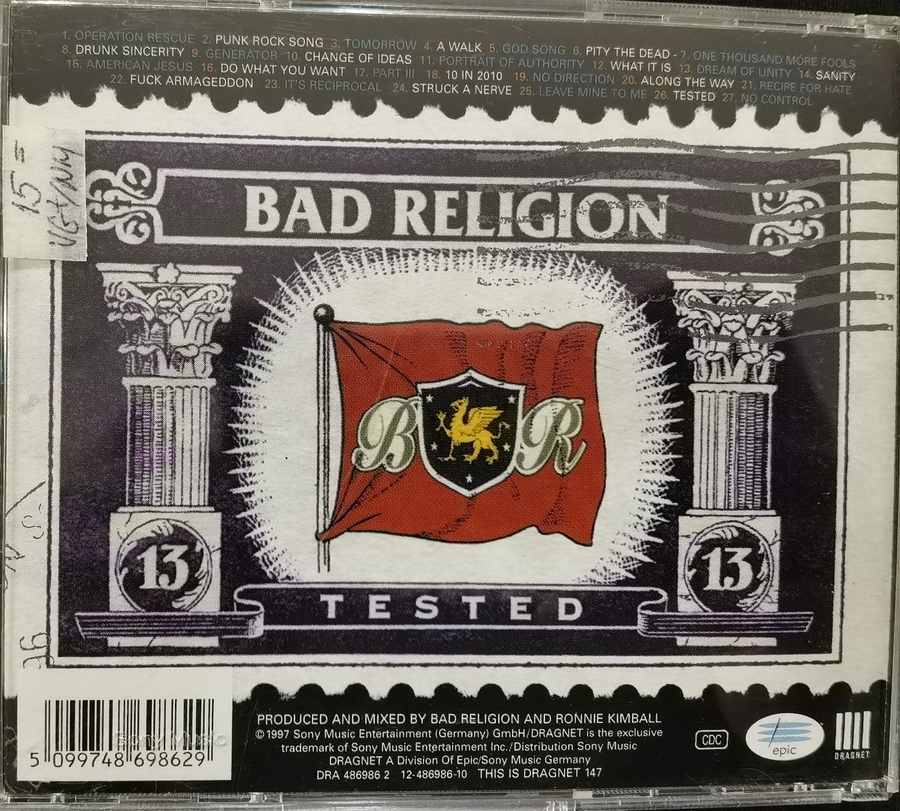 1. OPERATION RESCUE 2. PUNK ROCK SONG 3. TOMORROW 4. A WALK 5. GOD SONG 6. PITY THE DEAD - 7. ONE THOUSAND MORE FOOLS
8. DRUNK SINCERITY 9. GENERATOR 10. CHANGE OF IDEAS 11. PORTRAIT OF AUTHORITY 12. WHAT IT IS 13. DREAM OF UNITY 14. SANITY
15. AMERICAN JESUS 16. DO WHAT YOU WANT 17. PART III 18. 10 IN 2010 19. NO DIRECTION 20. ALONG THE WAY 21. RECIPE FOR HATE
22. FUCK ARMAGEDDON 23. IT'S RECIPROCAL 24. STRUCK A NERVE 25. LEAVE MINE TO ME 26. TESTED 27. NO CONTROL
15 =
BAD RELIGION
B R
13
13
TESTED
5 099748 698629
PRODUCED AND MIXED BY BAD RELIGION AND RONNIE KIMBALL
©1997 Sony Music Entertainment (Germany) GmbH/DRAGNET is the exclusive
trademark of Sony Music Entertainment Inc./Distribution Sony Music
DRAGNET A Division Of Epic/Sony Music Germany
DRA 486986 2 12-486986-10 THIS IS DRAGNET 147
CDC
epic
DRAGNET